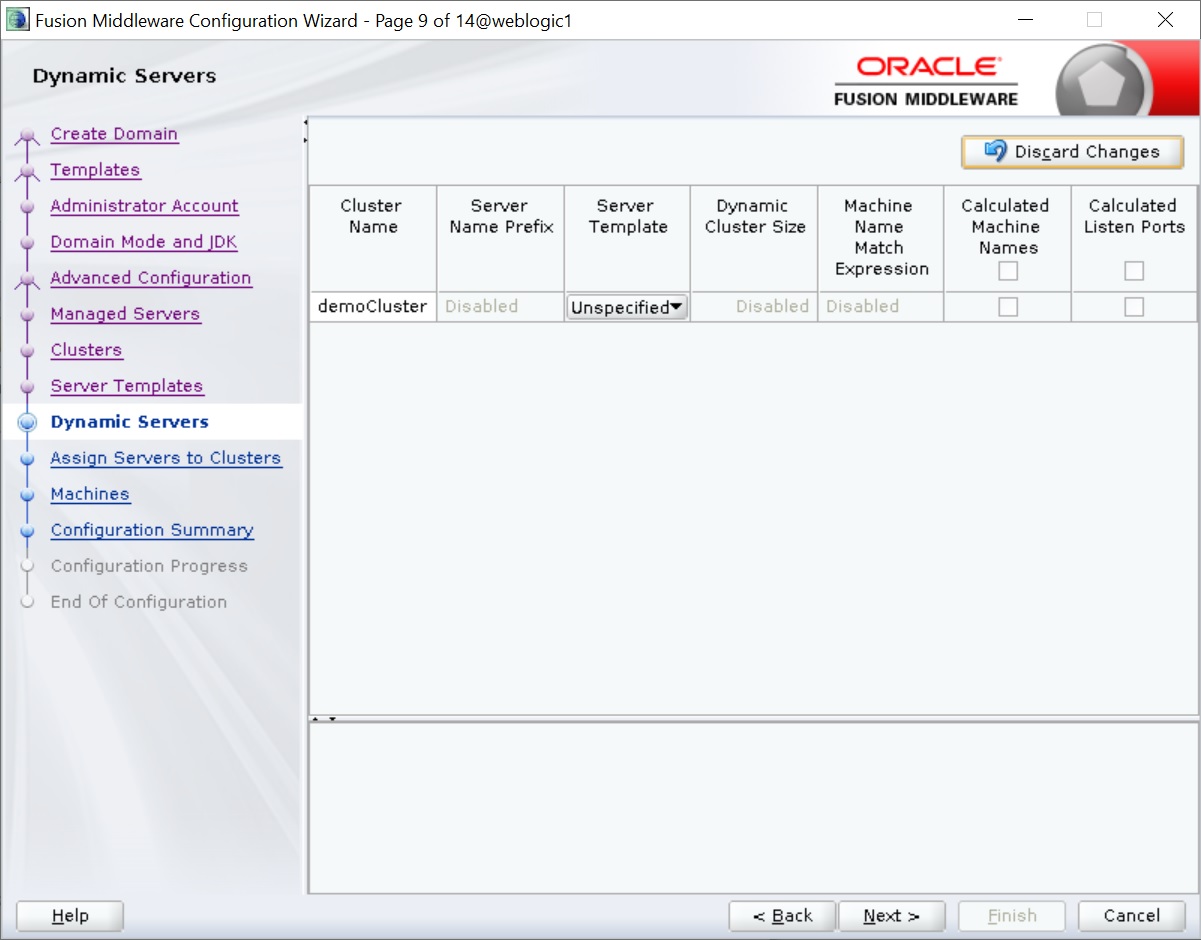 Fusion Middleware Configuration Wizard - Page 9 of 14@weblogic1
Dynamic Servers
ORACLE
FUSION MIDDLEWARE
Create Domain
Templates
Administrator Account
Domain Mode and JDK
Advanced Configuration
Managed Servers
Clusters
Server Templates
Dynamic Servers
Assign Servers to Clusters
Machines
Configuration Summary
Configuration Progress
End Of Configuration
Discard Changes
Cluster
Name
Server
Name Prefix
Server
Template
Dynamic
Cluster Size
Machine
Name
Match
Expression
Calculated
Machine
Names
Calculated
Listen Ports
demoCluster Disabled Unspecified Disabled Disabled
Help < Back Next > Finish Cancel